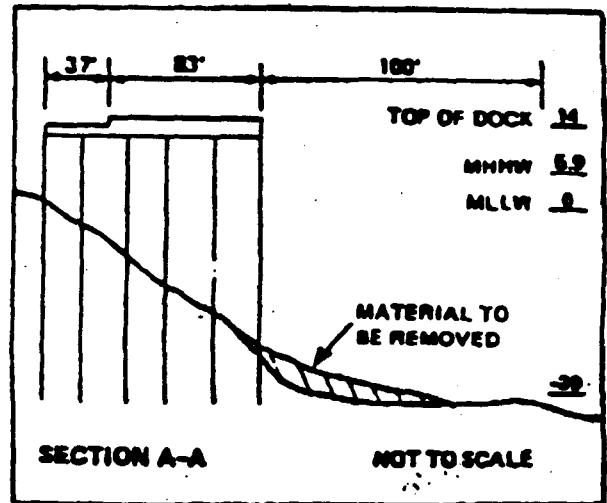 37' 83' 100'
TOP OF DOCK 14
MHHW 6.9
MLLW 0
MATERIAL TO
BE REMOVED
-30
SECTION A-A NOT TO SCALE